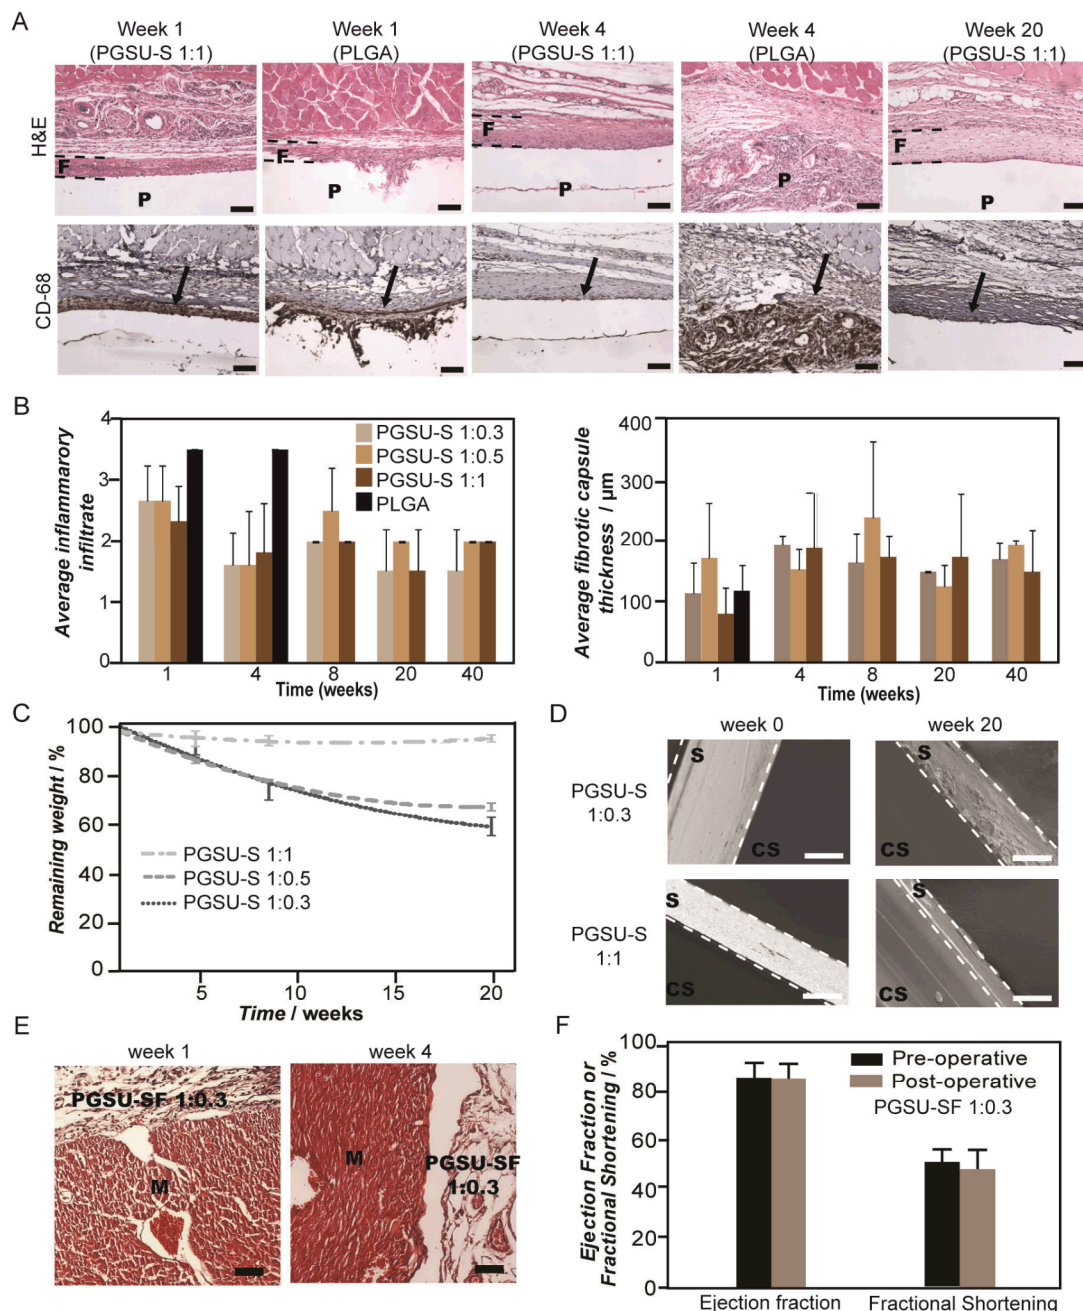 A
Week 1
(PGSU-S 1:1)
Week 1
(PLGA)
Week 4
(PGSU-S 1:1)
Week 4
(PLGA)
Week 20
(PGSU-S 1:1)
H&E
F
P
F
P
F
P
P
F
P
CD-68
B
Average inflammarory
infiltrate
4
3
2
1
0
PGSU-S 1:0.3
PGSU-S 1:0.5
PGSU-S 1:1
PLGA
1 4 8 20 40
Time (weeks)
Average fibrotic capsule
thickness / µm
400
300
200
100
0
1 4 8 20 40
Time (weeks)
C
Remaining weight / %
100
80
60
40
20
0
PGSU-S 1:1
PGSU-S 1:0.5
PGSU-S 1:0.3
5 10 15 20
Time / weeks
D
week 0
week 20
PGSU-S
1:0.3
S
CS
S
CS
PGSU-S
1:1
S
CS
S
CS
E
week 1
week 4
PGSU-SF 1:0.3
M
M
PGSU-SF
1:0.3
F
Ejection Fraction or
Fractional Shortening / %
100
80
60
40
20
0
Pre-operative
Post-operative
PGSU-SF 1:0.3
Ejection fraction
Fractional Shortening